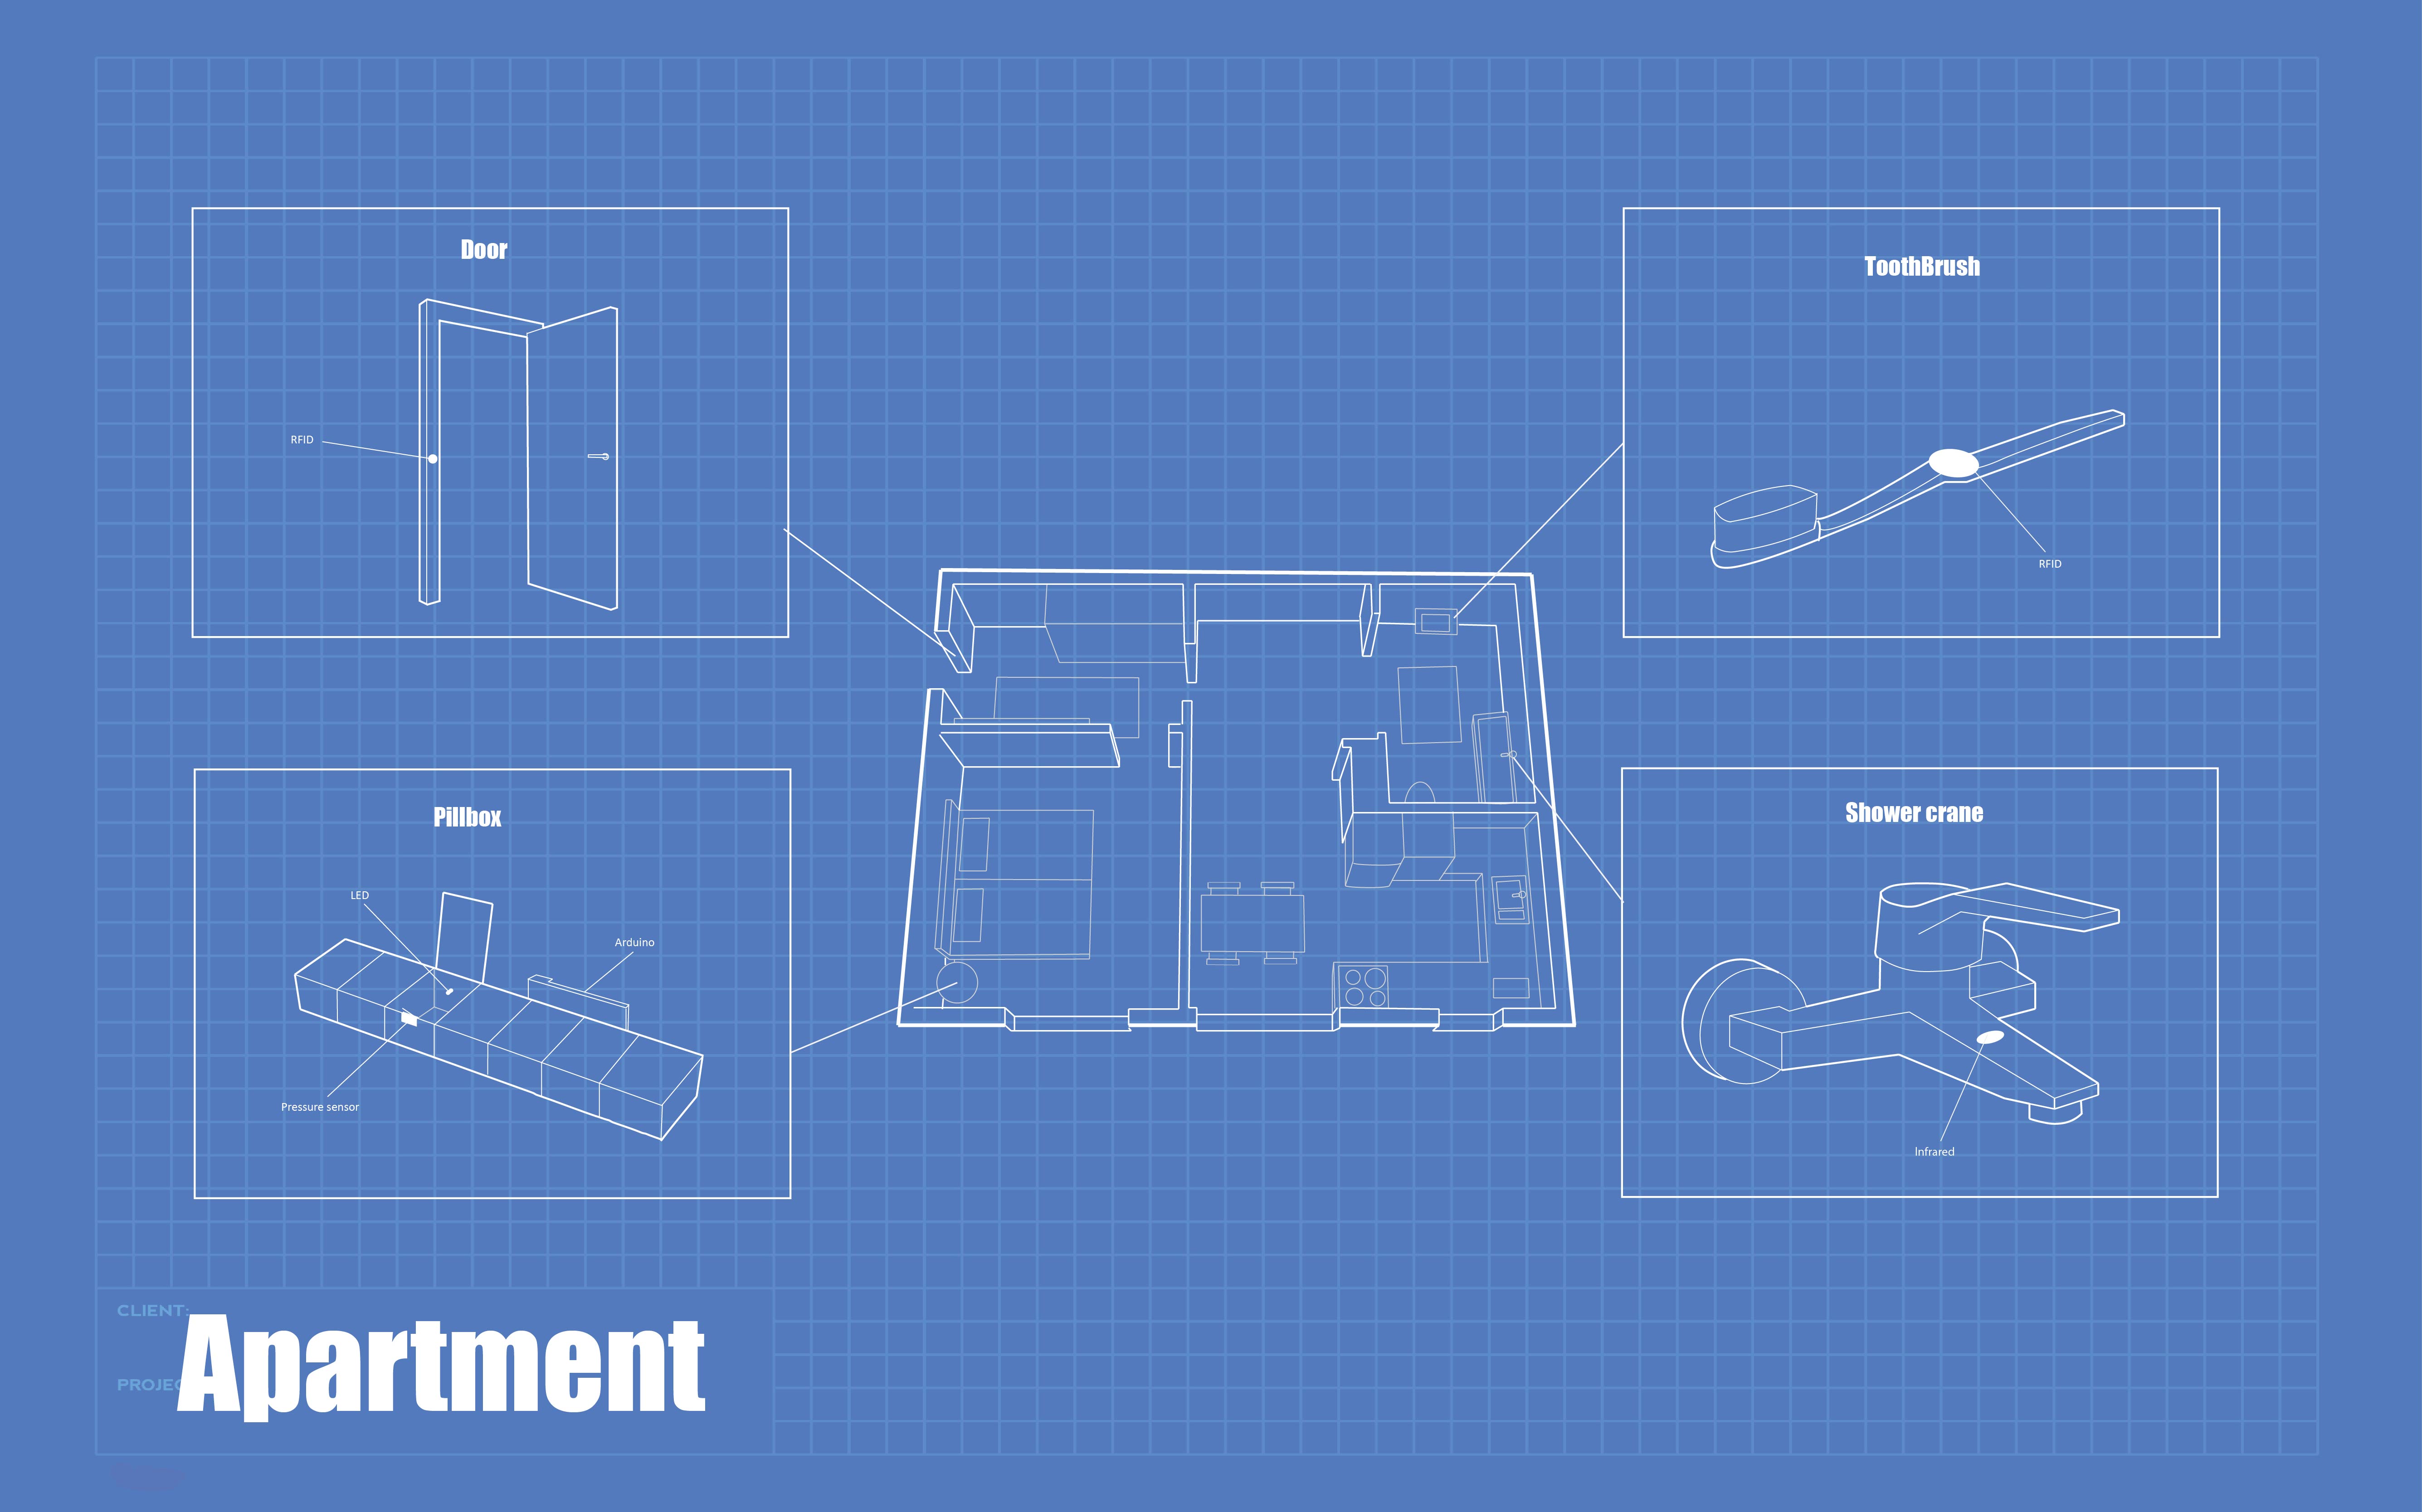 Door
RFID
ToothBrush
RFID
Pillbox
LED
Arduino
Pressure sensor
Shower crane
Infrared
CLIENT:
PROJEC
Apartment